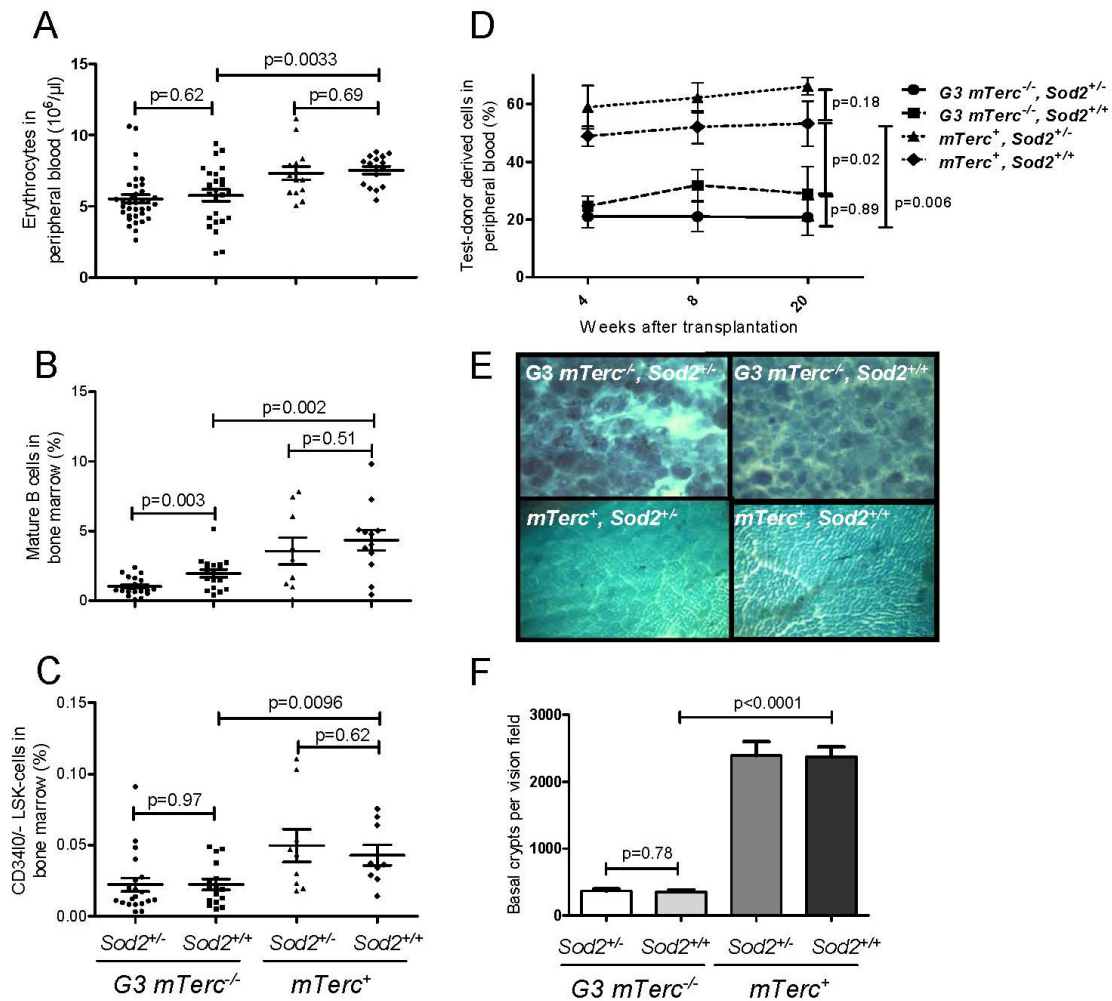 A
p=0.0033
p=0.62
p=0.69
Erythrocytes in
peripheral blood (10⁶/µl)
15
10
5
0
B
p=0.002
p=0.51
p=0.003
Mature B cells in
bone marrow (%)
15
10
5
0
C
p=0.0096
p=0.62
p=0.97
CD34l0/- LSK-cells in
bone marrow (%)
0.15
0.10
0.05
0.00
Sod2⁺/⁻ Sod2⁺/⁺ Sod2⁺/⁻ Sod2⁺/⁺
G3 mTerc⁻/⁻ mTerc⁺
D
Test-donor derived cells in
peripheral blood (%)
60
40
20
0
4 8 20
Weeks after transplantation
p=0.18
p=0.02
p=0.89
p=0.006
G3 mTerc⁻/⁻, Sod2⁺/⁻
G3 mTerc⁻/⁻, Sod2⁺/⁺
mTerc⁺, Sod2⁺/⁻
mTerc⁺, Sod2⁺/⁺
E
G3 mTerc⁻/⁻, Sod2⁺/⁻ G3 mTerc⁻/⁻, Sod2⁺/⁺
mTerc⁺, Sod2⁺/⁻ mTerc⁺, Sod2⁺/⁺
F
p<0.0001
p=0.78
Basal crypts per vision field
3000
2000
1000
0
Sod2⁺/⁻ Sod2⁺/⁺ Sod2⁺/⁻ Sod2⁺/⁺
G3 mTerc⁻/⁻ mTerc⁺